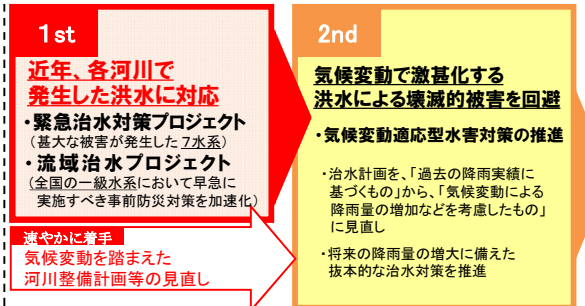 1st
近年、各河川で
発生した洪水に対応
・緊急治水対策プロジェクト
（甚大な被害が発生した 7水系）
・流域治水プロジェクト
（全国の一級水系において早急に
実施すべき事前防災対策を加速化）
速やかに着手
気候変動を踏まえた
河川整備計画等の見直し
2nd
気候変動で激甚化する
洪水による壊滅的被害を回避
・気候変動適応型水害対策の推進
・治水計画を、「過去の降雨実績に
基づくもの」から、「気候変動による
降雨量の増加などを考慮したもの」
に見直し
・将来の降雨量の増大に備えた
抜本的な治水対策を推進